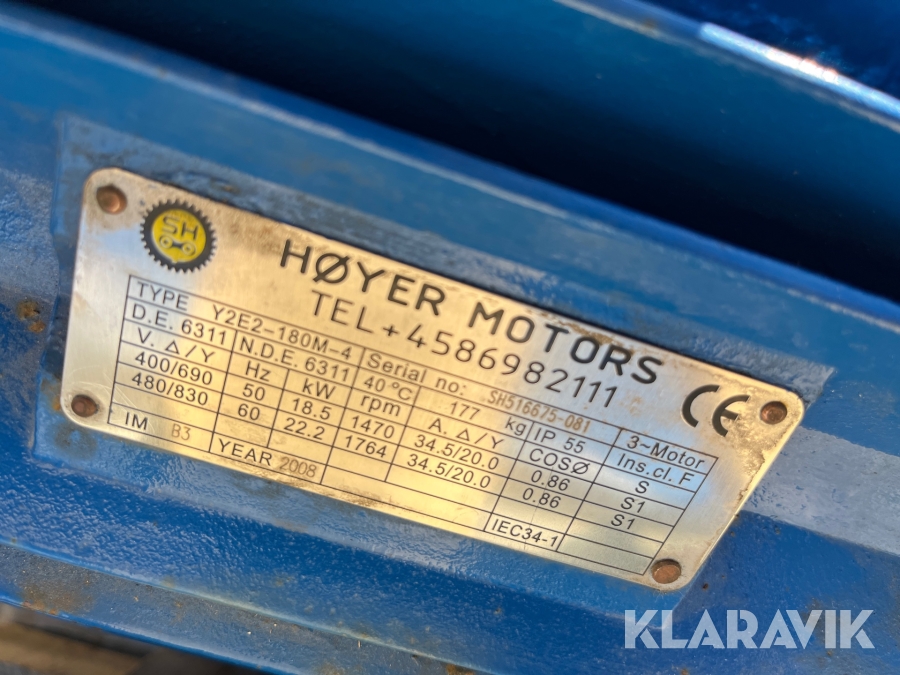 SH
HØYER MOTORS
TEL+4586982111
CE
TYPE Y2E2-180M-4 Serial no: SH516675-081 3~Motor
D.E. 6311 N.D.E. 6311 40°C 177 kg IP 55 Ins.cl. F
V. △/Y Hz kW rpm A. △/Y COSØ S
400/690 50 18.5 1470 34.5/20.0 0.86 S1
480/830 60 22.2 1764 34.5/20.0 0.86 S1
IM B3 YEAR 2008 IEC34-1
KLARAVIK